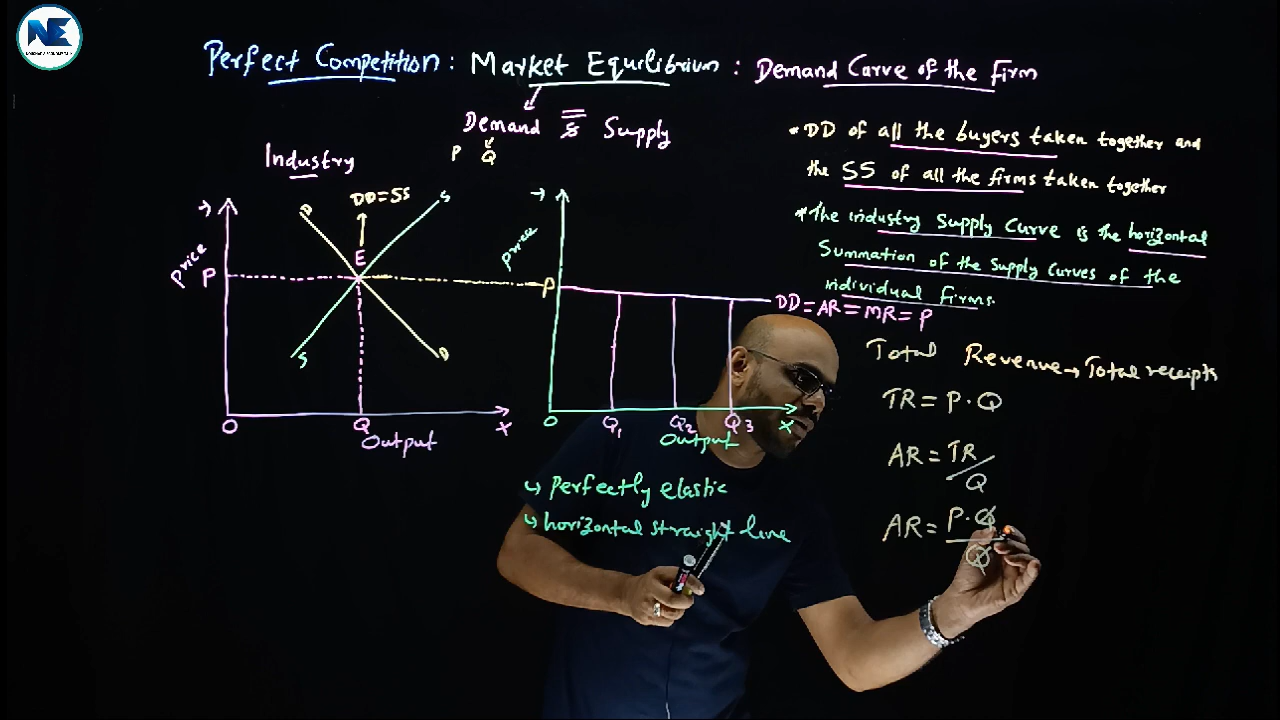 NE
Perfect Competition : Market Equilibrium : Demand Curve of the Firm
Demand = Supply
P Q
Industry
DD=SS
D S
E
Price
P
S D
O Q X
Output
Price
P
DD = AR = MR = P
O Q1 Q2 Q3 X
Output
↳ Perfectly elastic
↳ horizontal straight line
*DD of all the buyers taken together and
the SS of all the firms taken together
*The industry Supply Curve is the horizontal
Summation of the supply curves of the
individual firms.
Total Revenue → Total receipts
TR = P · Q
AR = TR/Q
AR = P · Q
Q